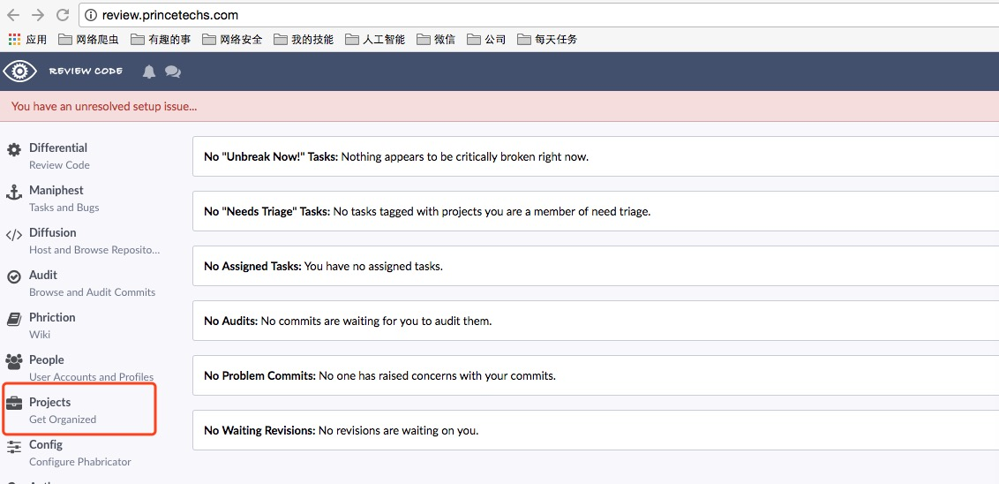 review.princetechs.com
应用 网络爬虫 有趣的事 网络安全 我的技能 人工智能 微信 公司 每天任务
REVIEW CODE
You have an unresolved setup issue...
Differential
Review Code
Maniphest
Tasks and Bugs
Diffusion
Host and Browse Reposito...
Audit
Browse and Audit Commits
Phriction
Wiki
People
User Accounts and Profiles
Projects
Get Organized
Config
Configure Phabricator
No "Unbreak Now!" Tasks: Nothing appears to be critically broken right now.
No "Needs Triage" Tasks: No tasks tagged with projects you are a member of need triage.
No Assigned Tasks: You have no assigned tasks.
No Audits: No commits are waiting for you to audit them.
No Problem Commits: No one has raised concerns with your commits.
No Waiting Revisions: No revisions are waiting on you.